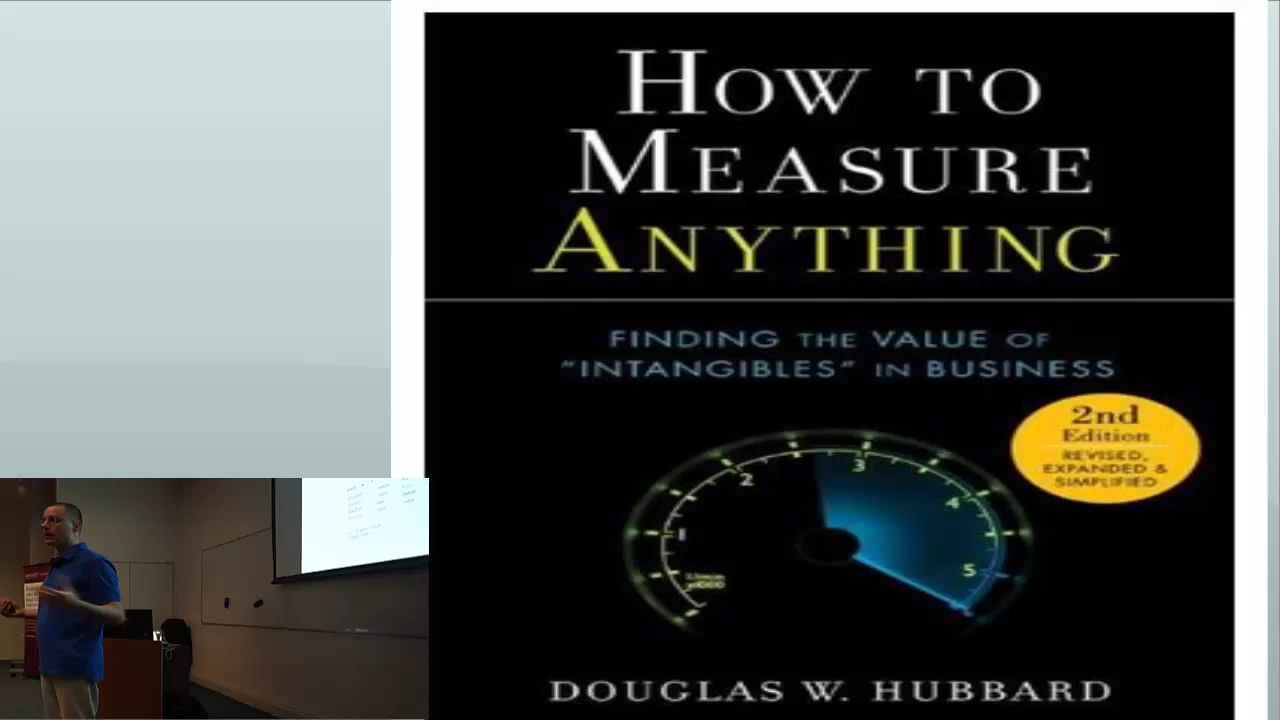 HOW TO
MEASURE
ANYTHING
FINDING THE VALUE OF
"INTANGIBLES" IN BUSINESS
2nd
Edition
REVISED,
EXPANDED &
SIMPLIFIED
1
2
3
4
5
x1000
DOUGLAS W. HUBBARD